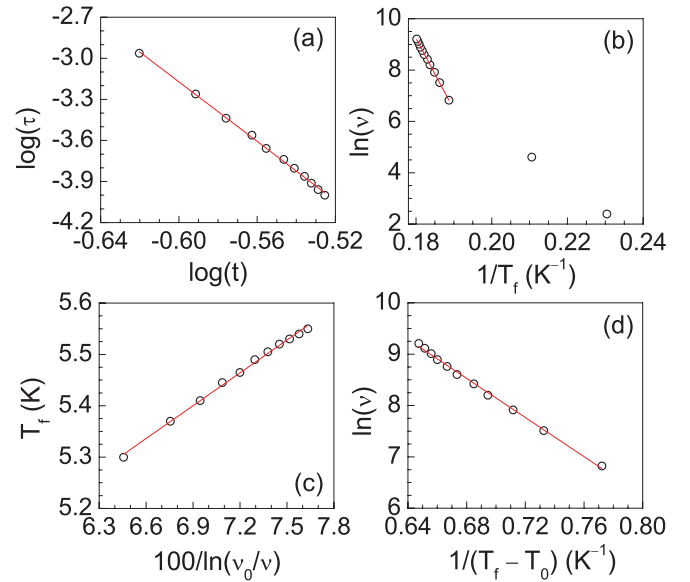 -2.7
-3.0
-3.3
-3.6
-3.9
-4.2
log(τ)
(a)
-0.64 -0.60 -0.56 -0.52
log(t)
10
8
6
4
2
ln(ν)
(b)
0.18 0.20 0.22 0.24
1/T_f (K⁻¹)
5.6
5.5
5.4
5.3
5.2
T_f (K)
(c)
6.3 6.6 6.9 7.2 7.5 7.8
100/ln(ν₀/ν)
10
9
8
7
6
ln(ν)
(d)
0.64 0.68 0.72 0.76 0.80
1/(T_f – T₀) (K⁻¹)